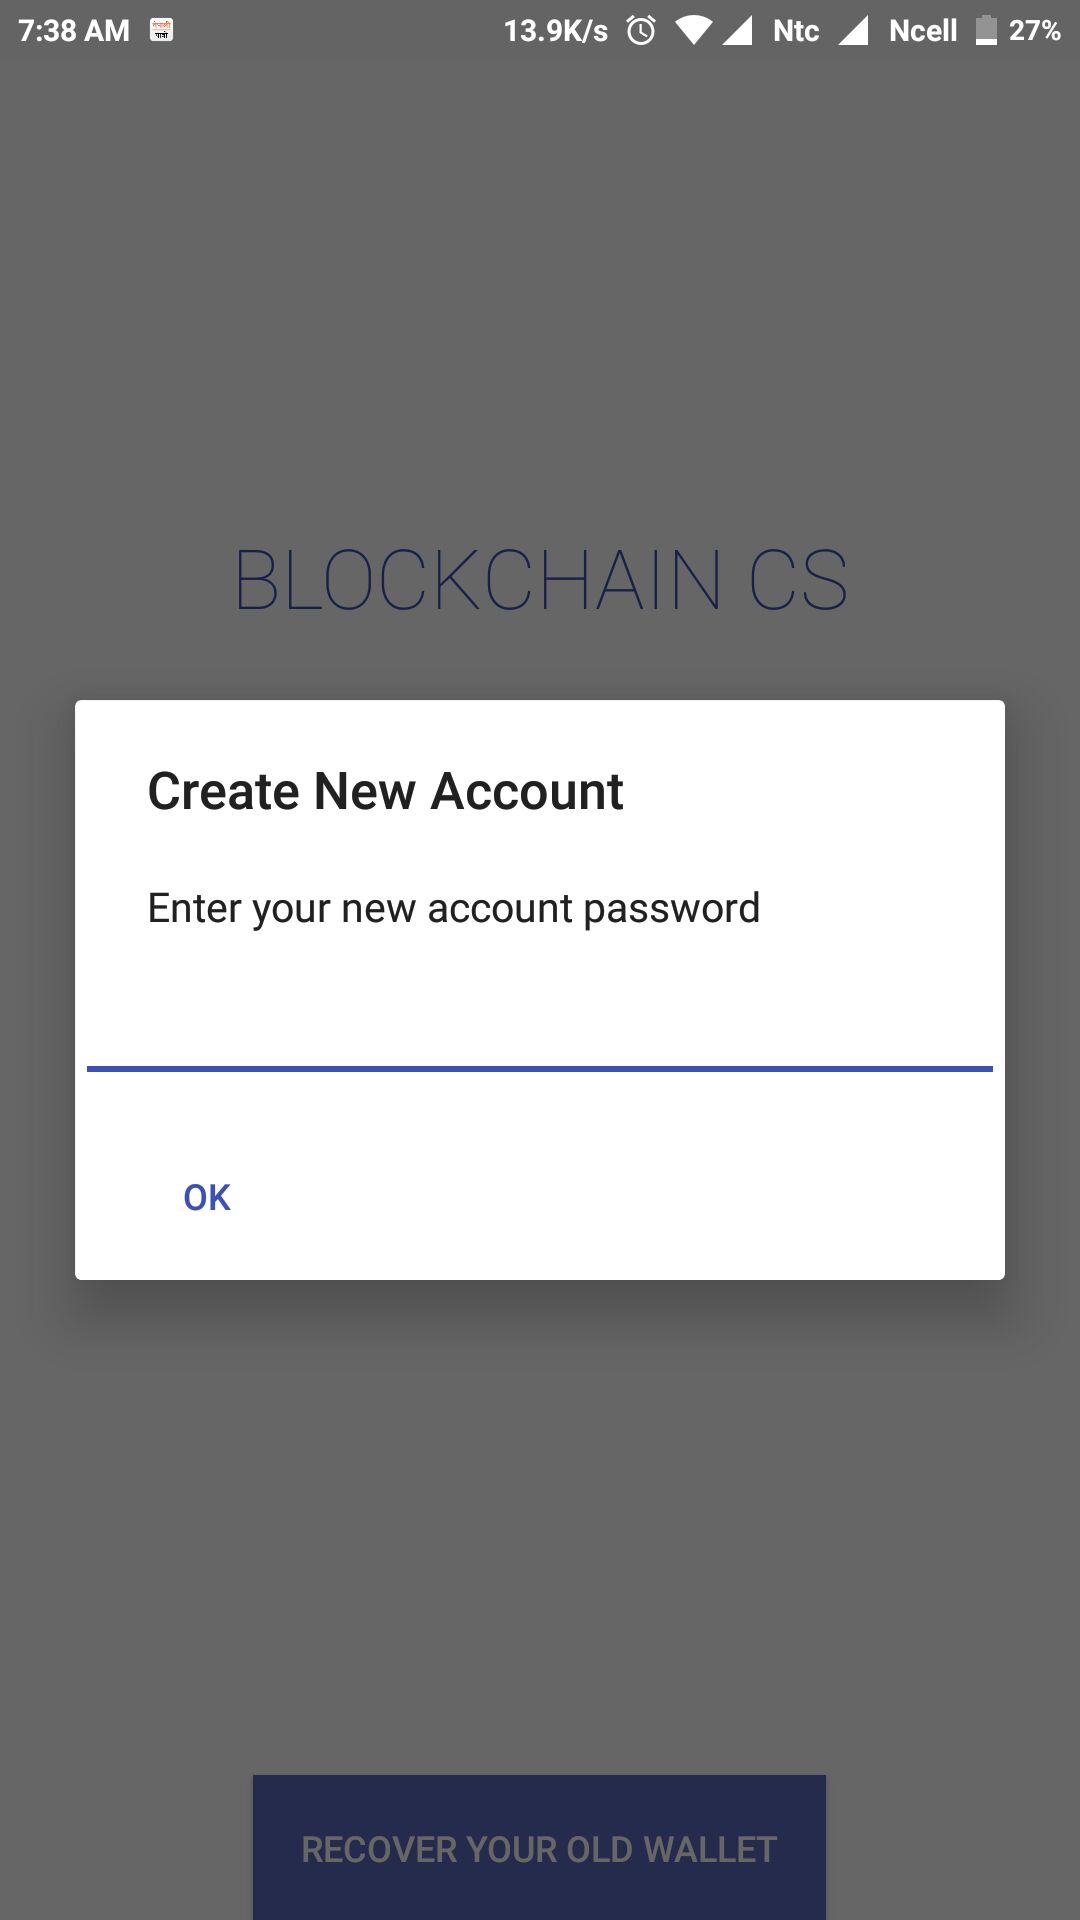 7:38 AM 13.9K/s Ntc Ncell 27%
BLOCKCHAIN CS
Create New Account
Enter your new account password
OK
RECOVER YOUR OLD WALLET